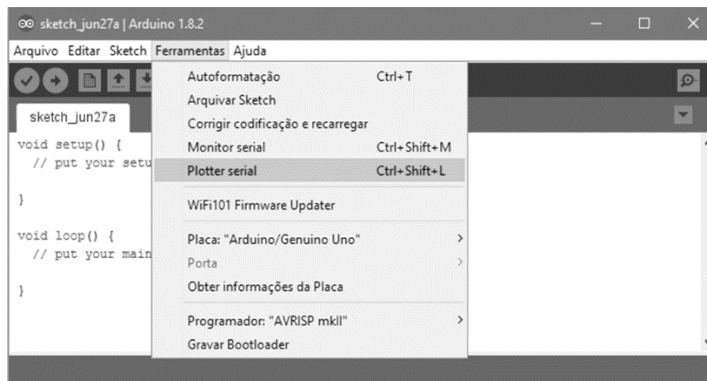 sketch_jun27a | Arduino 1.8.2
Arquivo Editar Sketch Ferramentas Ajuda
sketch_jun27a
void setup() {
// put your setu
}
void loop() {
// put your main
}
Autoformatação Ctrl+T
Arquivar Sketch
Corrigir codificação e recarregar
Monitor serial Ctrl+Shift+M
Plotter serial Ctrl+Shift+L
WiFi101 Firmware Updater
Placa: "Arduino/Genuino Uno"
Porta
Obter informações da Placa
Programador: "AVRISP mkII"
Gravar Bootloader